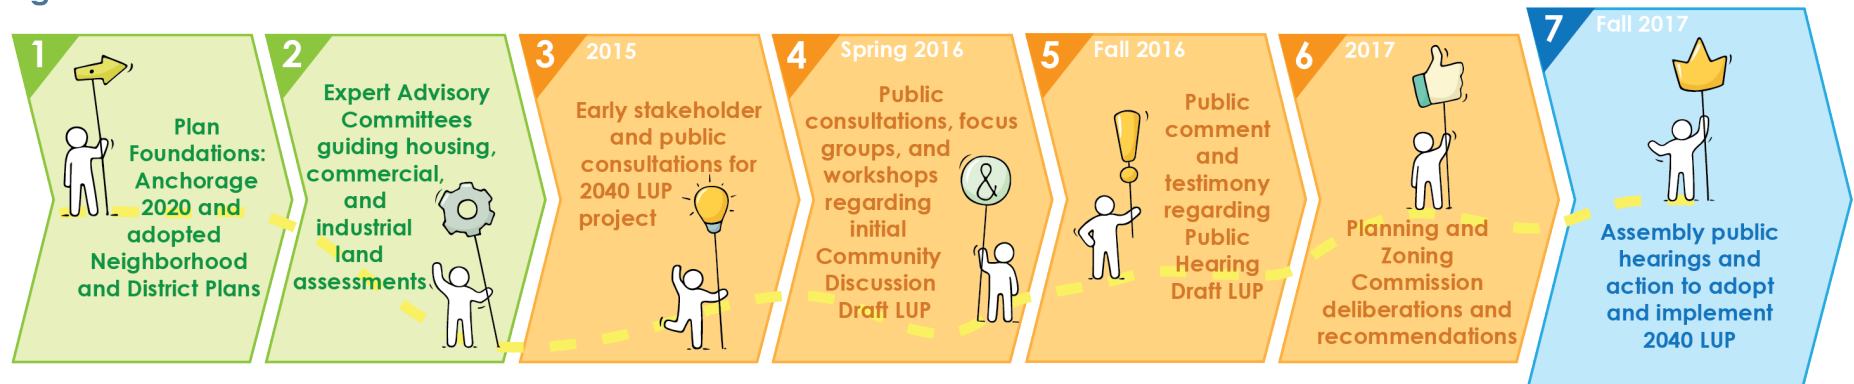 1
Plan
Foundations:
Anchorage
2020 and
adopted
Neighborhood
and District Plans
2
Expert Advisory
Committees
guiding housing,
commercial,
and
industrial
land
assessments
3
2015
Early stakeholder
and public
consultations for
2040 LUP
project
4
Spring 2016
Public
consultations, focus
groups, and
workshops
regarding
initial
Community
Discussion
Draft LUP
&
5
Fall 2016
Public
comment
and
testimony
regarding
Public
Hearing
Draft LUP
6
2017
Planning and
Zoning
Commission
deliberations and
recommendations
7
Fall 2017
Assembly public
hearings and
action to adopt
and implement
2040 LUP